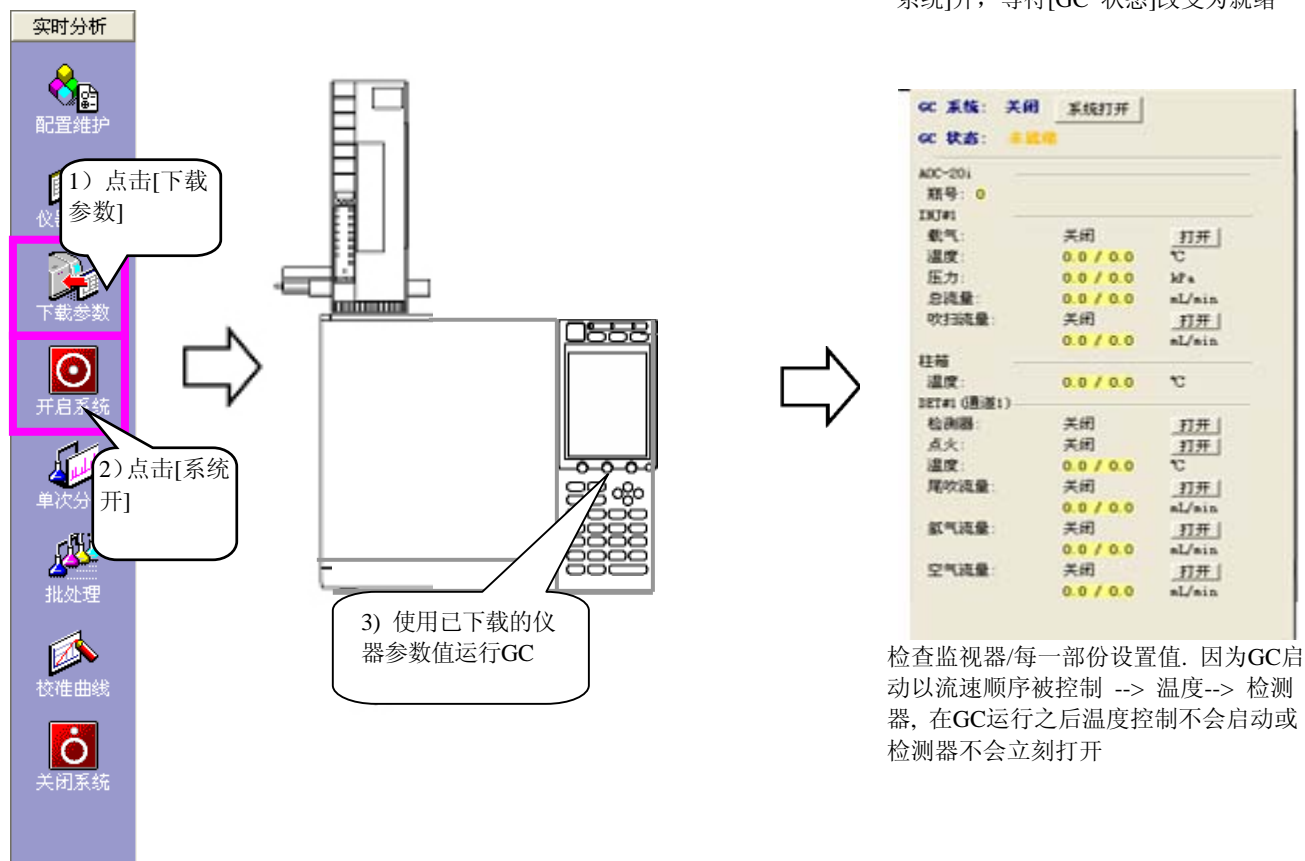 系统]开，等待[GC 状态]改变为就绪
实时分析
配置维护
1）点击[下载
参数]
仪
下载参数
开启系统
2）点击[系统
开]
单次分
批处理
校准曲线
关闭系统
3) 使用已下载的仪
器参数值运行GC
GC 系统: 关闭 系统打开
GC 状态: 未就绪
AOC-20i
瓶号: 0
INJ#1
载气: 关闭 打开
温度: 0.0 / 0.0 ℃
压力: 0.0 / 0.0 kPa
总流量: 0.0 / 0.0 mL/min
吹扫流量: 关闭 打开
0.0 / 0.0 mL/min
柱箱
温度: 0.0 / 0.0 ℃
DET#1 (通道1)
检测器: 关闭 打开
点火: 关闭 打开
温度: 0.0 / 0.0 ℃
尾吹流量: 关闭 打开
0.0 / 0.0 mL/min
氢气流量: 关闭 打开
0.0 / 0.0 mL/min
空气流量: 关闭 打开
0.0 / 0.0 mL/min
检查监视器/每一部份设置值. 因为GC启
动以流速顺序被控制 --> 温度--> 检测
器, 在GC运行之后温度控制不会启动或
检测器不会立刻打开